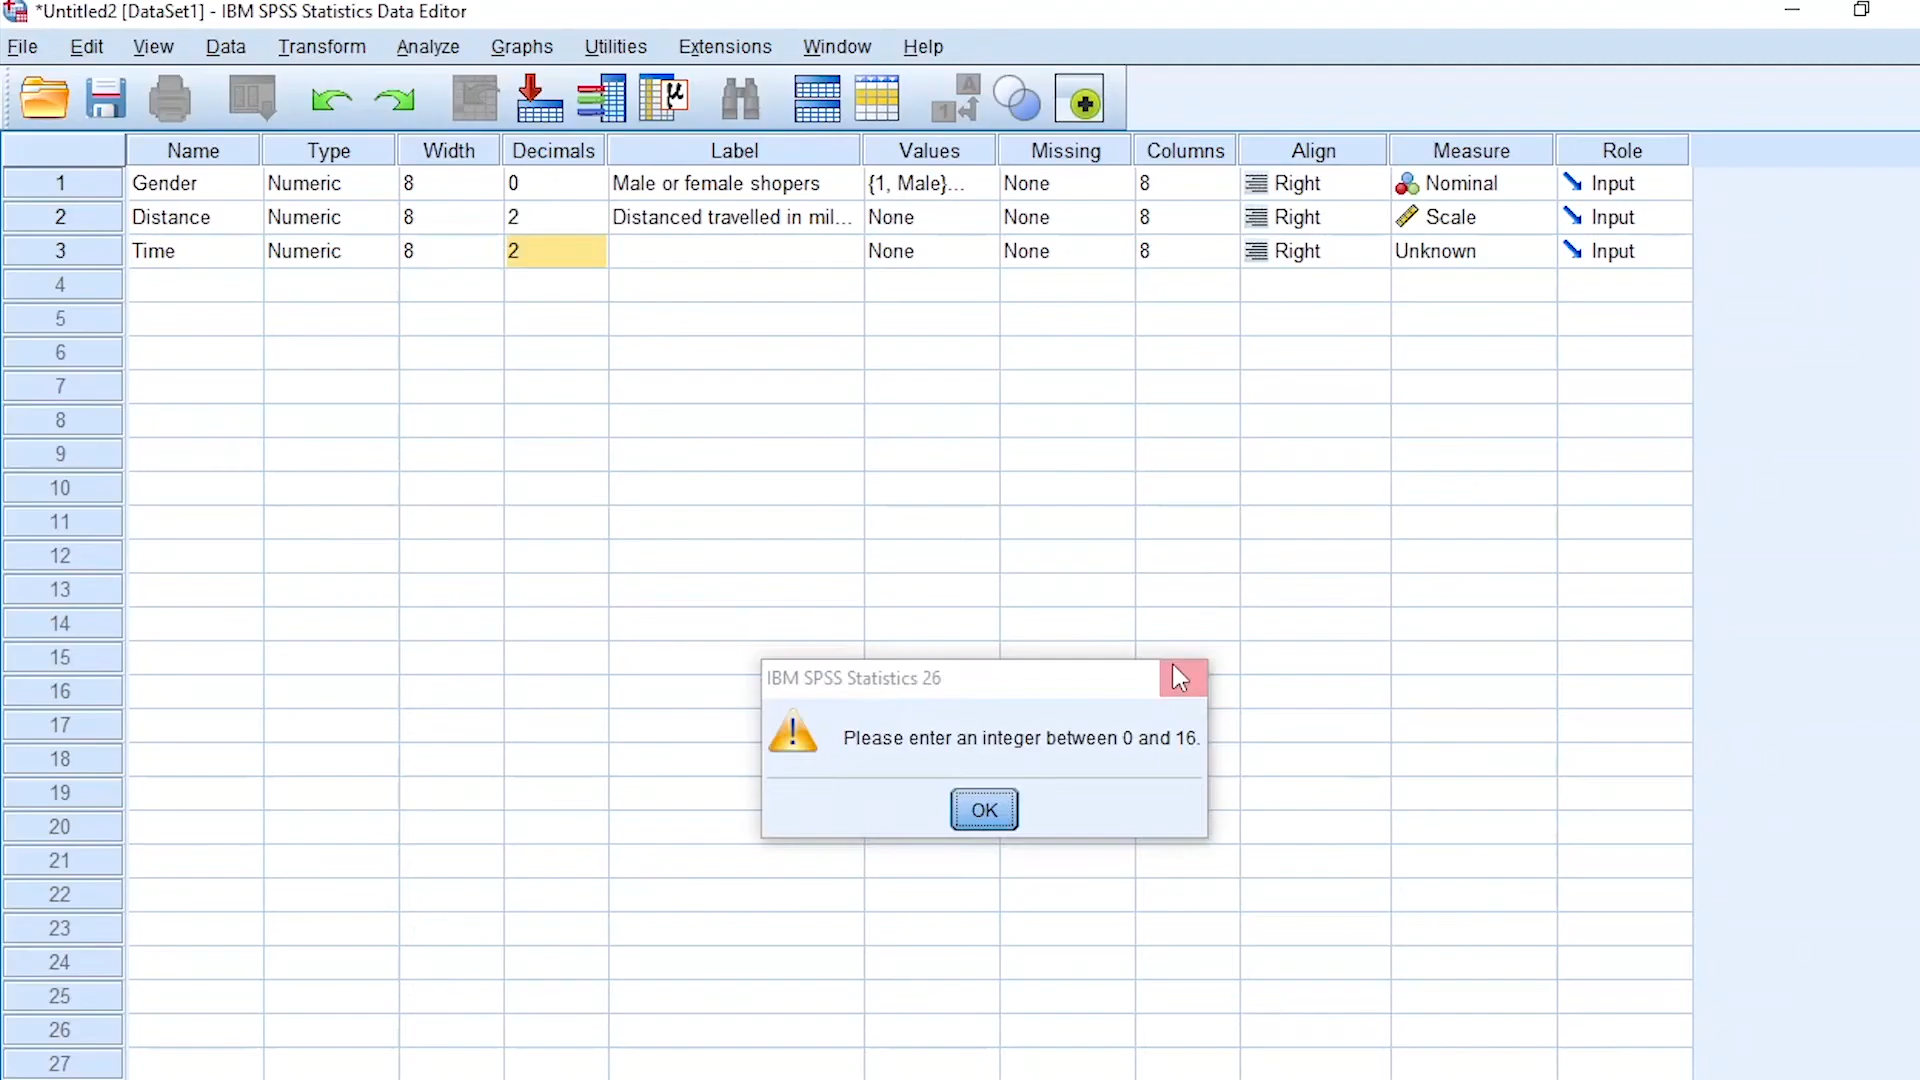 *Untitled2 [DataSet1] - IBM SPSS Statistics Data Editor
File Edit View Data Transform Analyze Graphs Utilities Extensions Window Help
Name Type Width Decimals Label Values Missing Columns Align Measure Role
1 Gender Numeric 8 0 Male or female shopers {1, Male}... None 8 Right Nominal Input
2 Distance Numeric 8 2 Distanced travelled in mil... None None 8 Right Scale Input
3 Time Numeric 8 2 None None 8 Right Unknown Input
4
5
6
7
8
9
10
11
12
13
14
15
16
17
18
19
20
21
22
23
24
25
26
27
IBM SPSS Statistics 26
Please enter an integer between 0 and 16.
OK